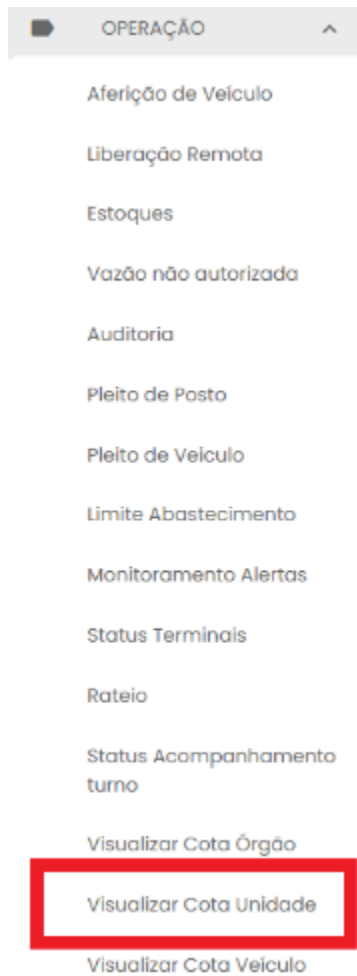 OPERAÇÃO
Aferição de Veículo
Liberação Remota
Estoques
Vazão não autorizada
Auditoria
Pleito de Posto
Pleito de Veículo
Limite Abastecimento
Monitoramento Alertas
Status Terminais
Rateio
Status Acompanhamento
turno
Visualizar Cota Órgão
Visualizar Cota Unidade
Visualizar Cota Veículo